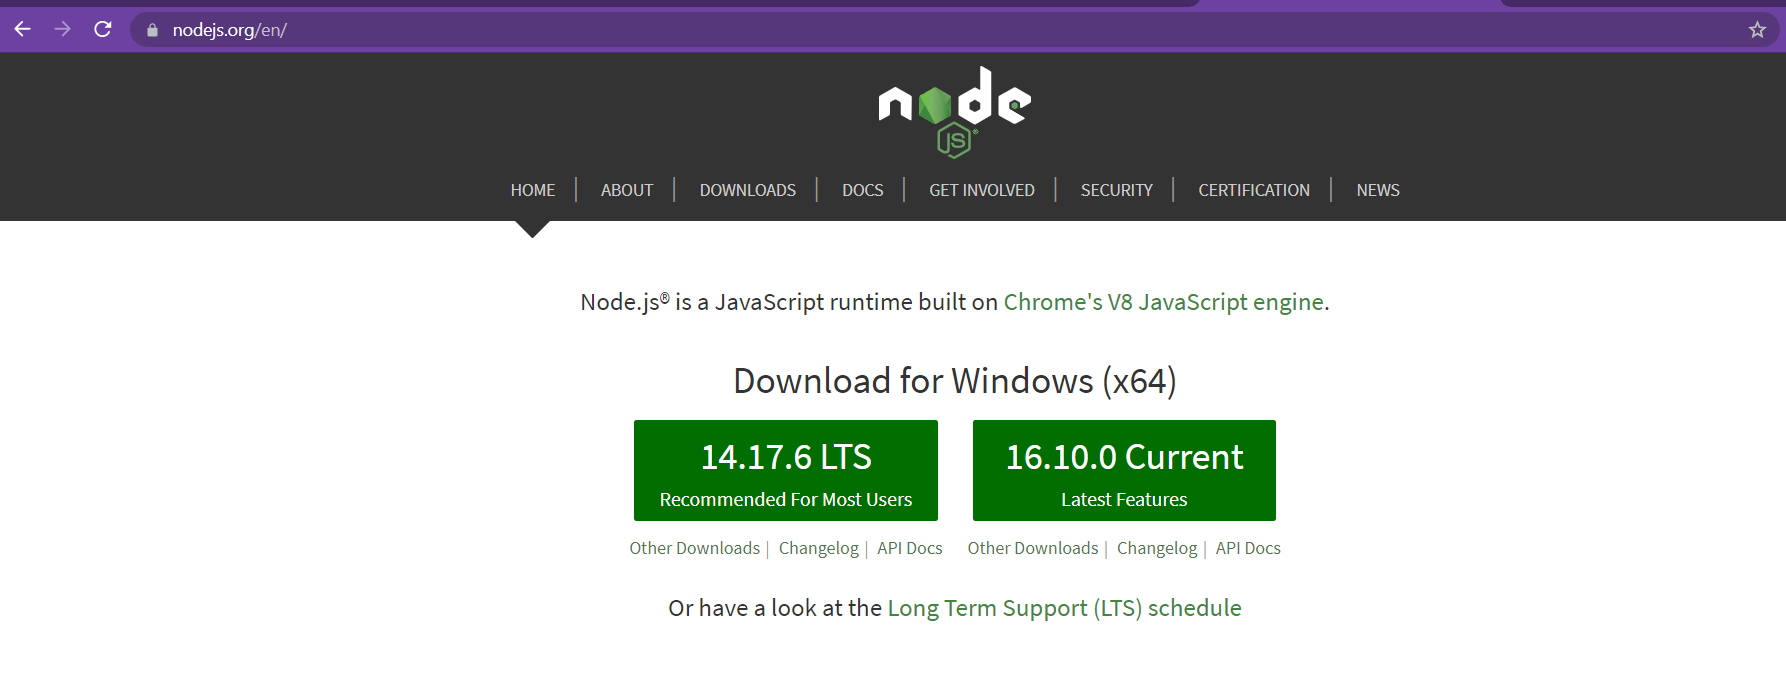 nodejs.org/en/
node
JS®
HOME | ABOUT | DOWNLOADS | DOCS | GET INVOLVED | SECURITY | CERTIFICATION | NEWS
Node.js® is a JavaScript runtime built on Chrome's V8 JavaScript engine.
Download for Windows (x64)
14.17.6 LTS
Recommended For Most Users
16.10.0 Current
Latest Features
Other Downloads | Changelog | API Docs
Other Downloads | Changelog | API Docs
Or have a look at the Long Term Support (LTS) schedule